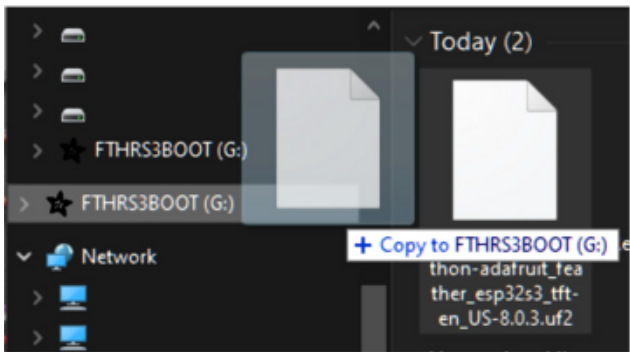 Today (2)
FTHRS3BOOT (G:)
FTHRS3BOOT (G:)
Network
+ Copy to FTHRS3BOOT (G:)
thon-adafruit_fea
ther_esp32s3_tft-
en_US-8.0.3.uf2